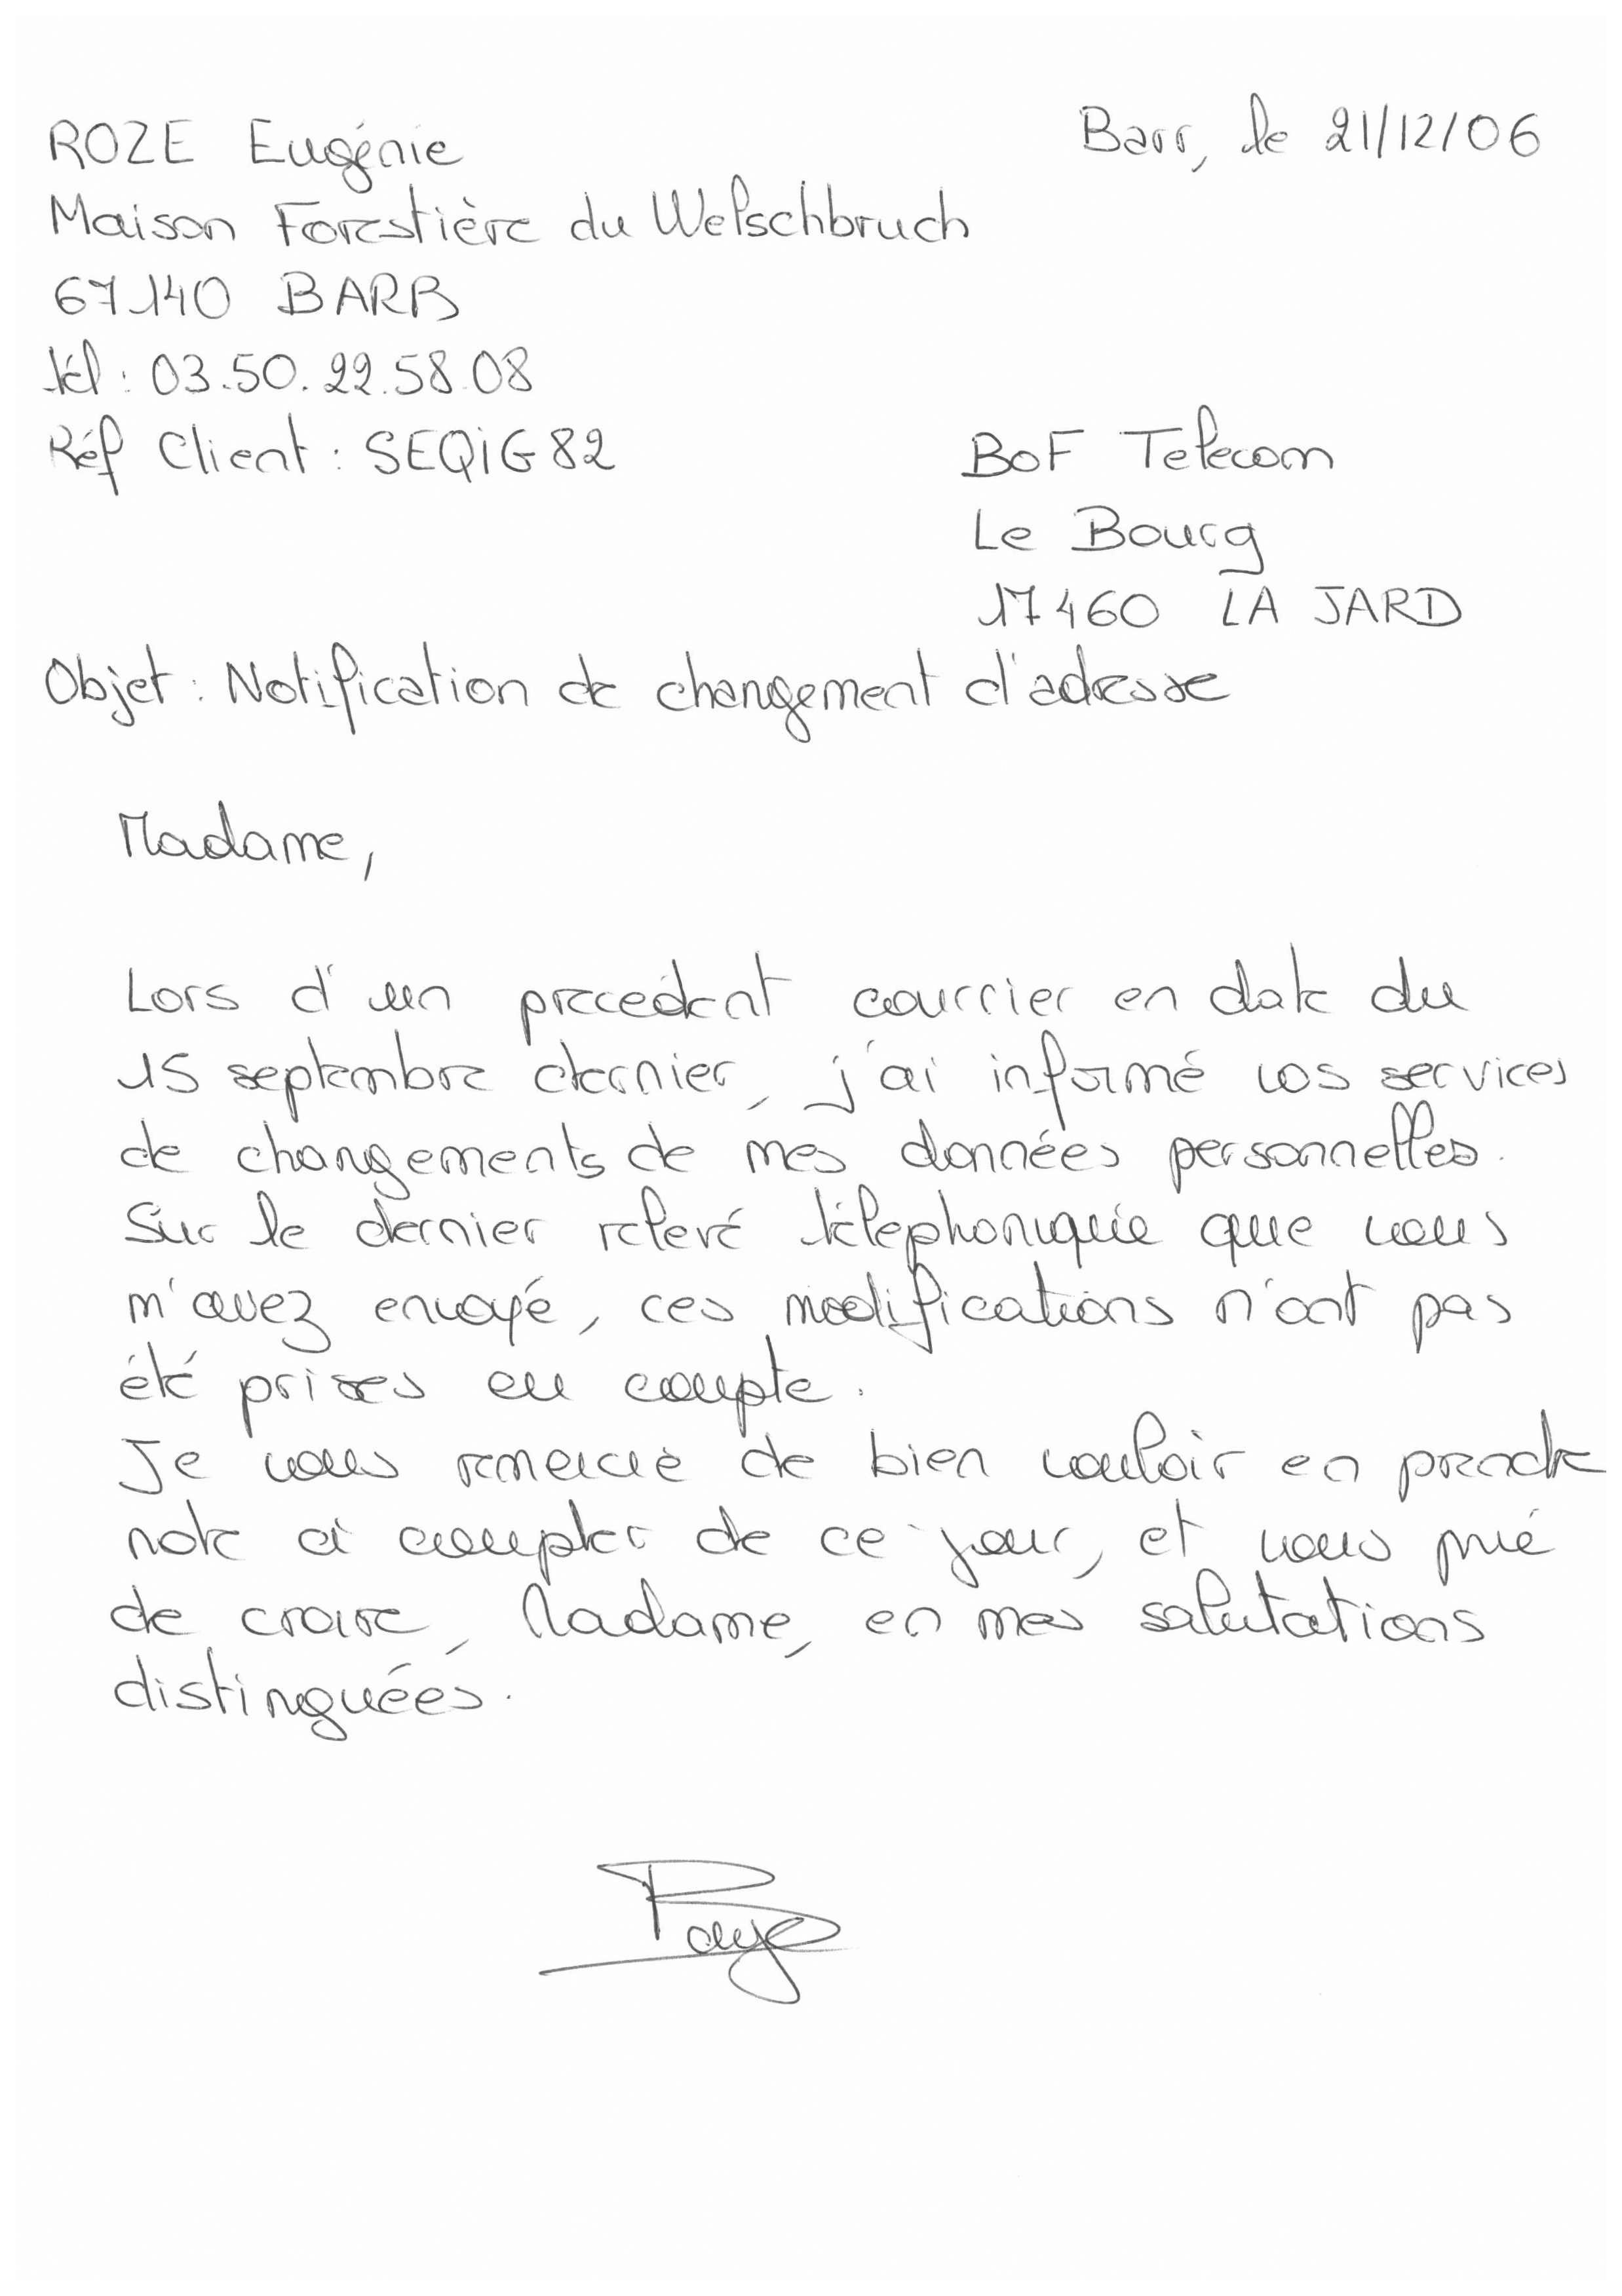 ROZE Eugénie
Barr, le 21/12/06
Maison Forestière du Welschbruch
67140 BARR
tél : 03.50.22.58.08
Réf Client : SEQIG82
BOF Telecom
Le Bourg
17460 LA JARD
Objet : Notification de changement d'adresse
Madame,
Lors d'un precedent courrier en date du
15 septembre dernier, j'ai informé vos services
de changements de mes données personnelles.
Sur le dernier relevé téléphonique que vous
m'avez envoyé, ces modifications n'ont pas
été prises en compte.
Je vous remercie de bien vouloir en prendre
note à compter de ce jour, et vous prie
de croire, Madame, en mes salutations
distinguées.